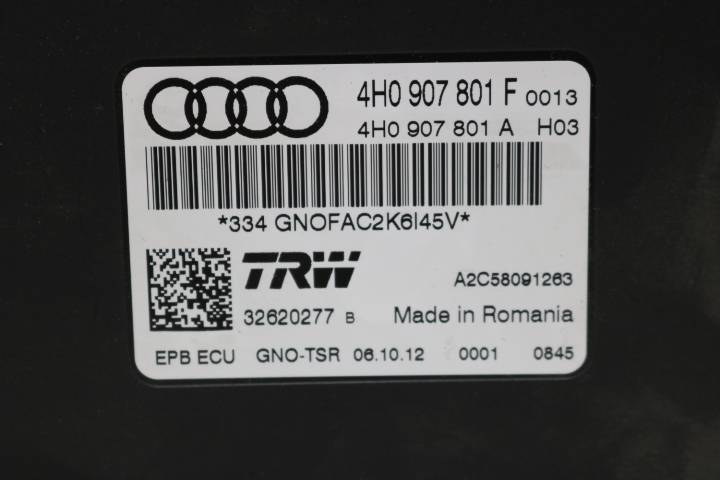 4H0 907 801 F 0013
4H0 907 801 A H03
*334 GNOFAC2K6I45V*
TRW
A2C58091263
32620277 B Made in Romania
EPB ECU GNO-TSR 06.10.12 0001 0845